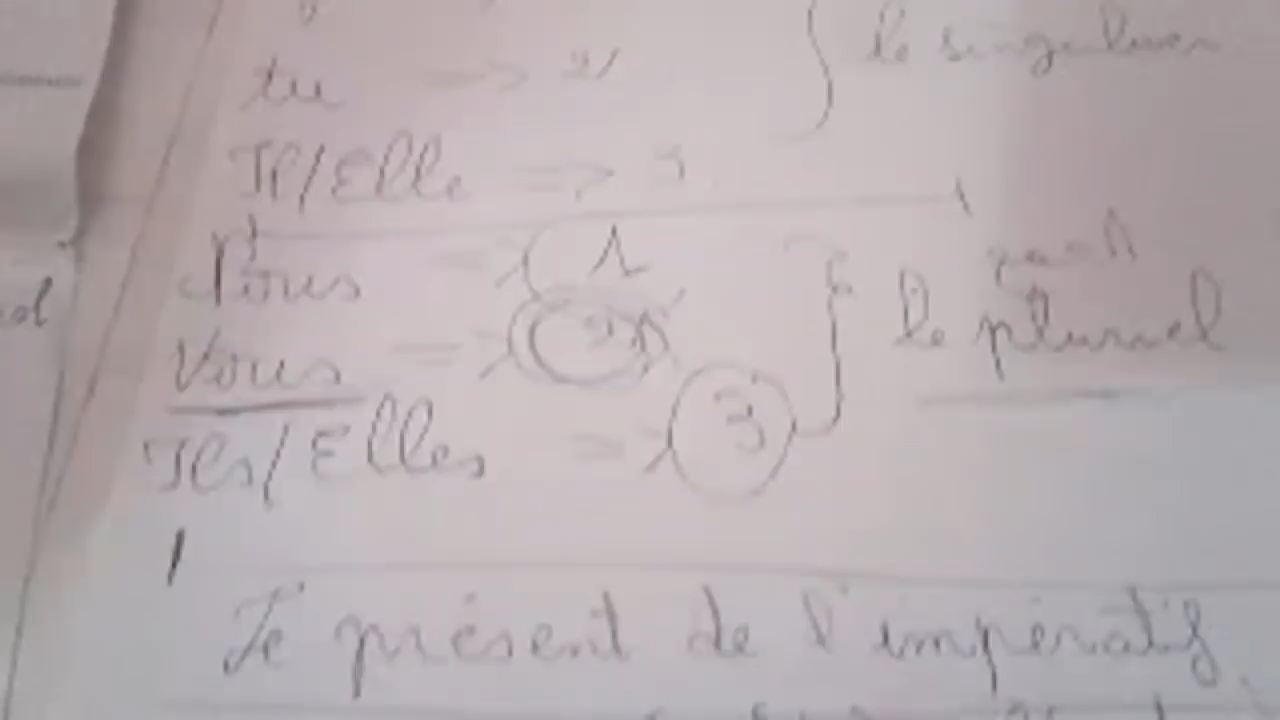 tu => 2
le singulier
Il/Elle => 3
Nous => 1
Vous => 2
le pluriel
Ils/Elles => 3
Le présent de l'impératif